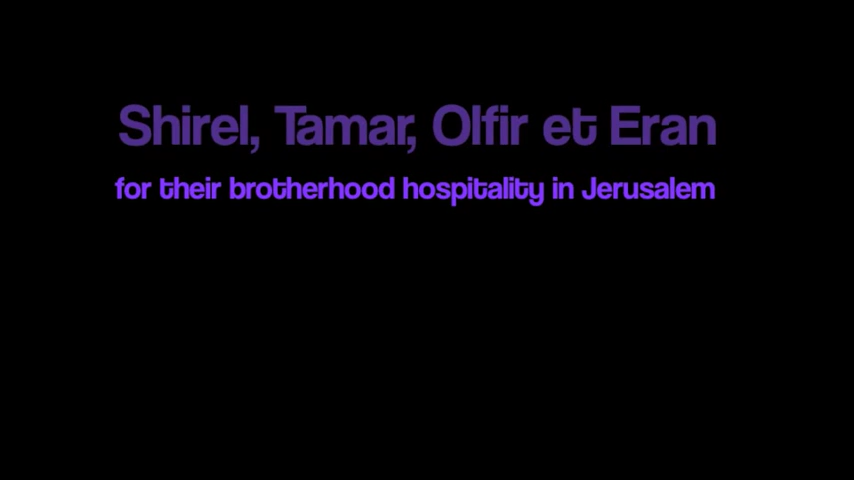 Shirel, Tamar, Olfir et Eran
for their brotherhood hospitality in Jerusalem